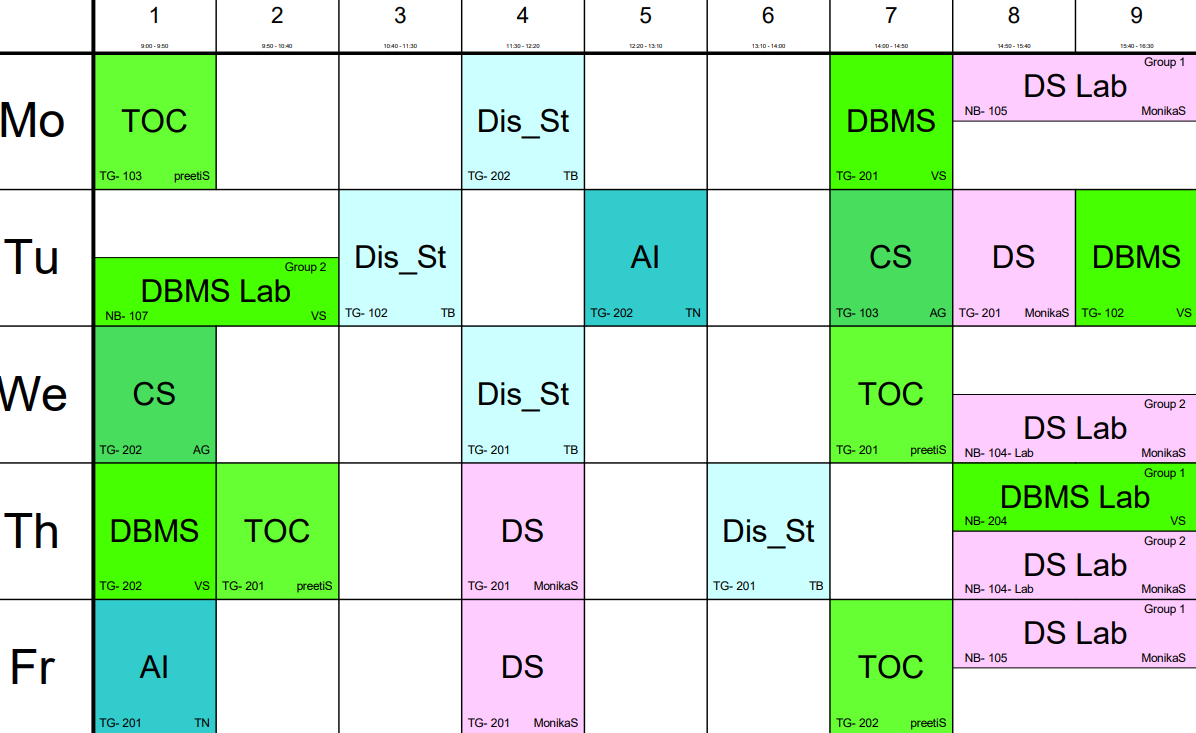 1 2 3 4 5 6 7 8 9
9:00 - 9:50 9:50 - 10:40 10:40 - 11:30 11:30 - 12:20 12:20 - 13:10 13:10 - 14:00 14:00 - 14:50 14:50 - 15:40 15:40 - 16:30
Mo
TOC
TG- 103 preetiS
Dis_St
TG- 202 TB
DBMS
TG- 201 VS
Group 1
DS Lab
NB- 105 MonikaS
Tu
Group 2
DBMS Lab
NB- 107 VS
Dis_St
TG- 102 TB
AI
TG- 202 TN
CS
TG- 103 AG
DS
TG- 201 MonikaS
DBMS
TG- 102 VS
We
CS
TG- 202 AG
Dis_St
TG- 201 TB
TOC
TG- 201 preetiS
Group 2
DS Lab
NB- 104- Lab MonikaS
Th
DBMS
TG- 202 VS
TOC
TG- 201 preetiS
DS
TG- 201 MonikaS
Dis_St
TG- 201 TB
Group 1
DBMS Lab
NB- 204 VS
Group 2
DS Lab
NB- 104- Lab MonikaS
Fr
AI
TG- 201 TN
DS
TG- 201 MonikaS
TOC
TG- 202 preetiS
Group 1
DS Lab
NB- 105 MonikaS